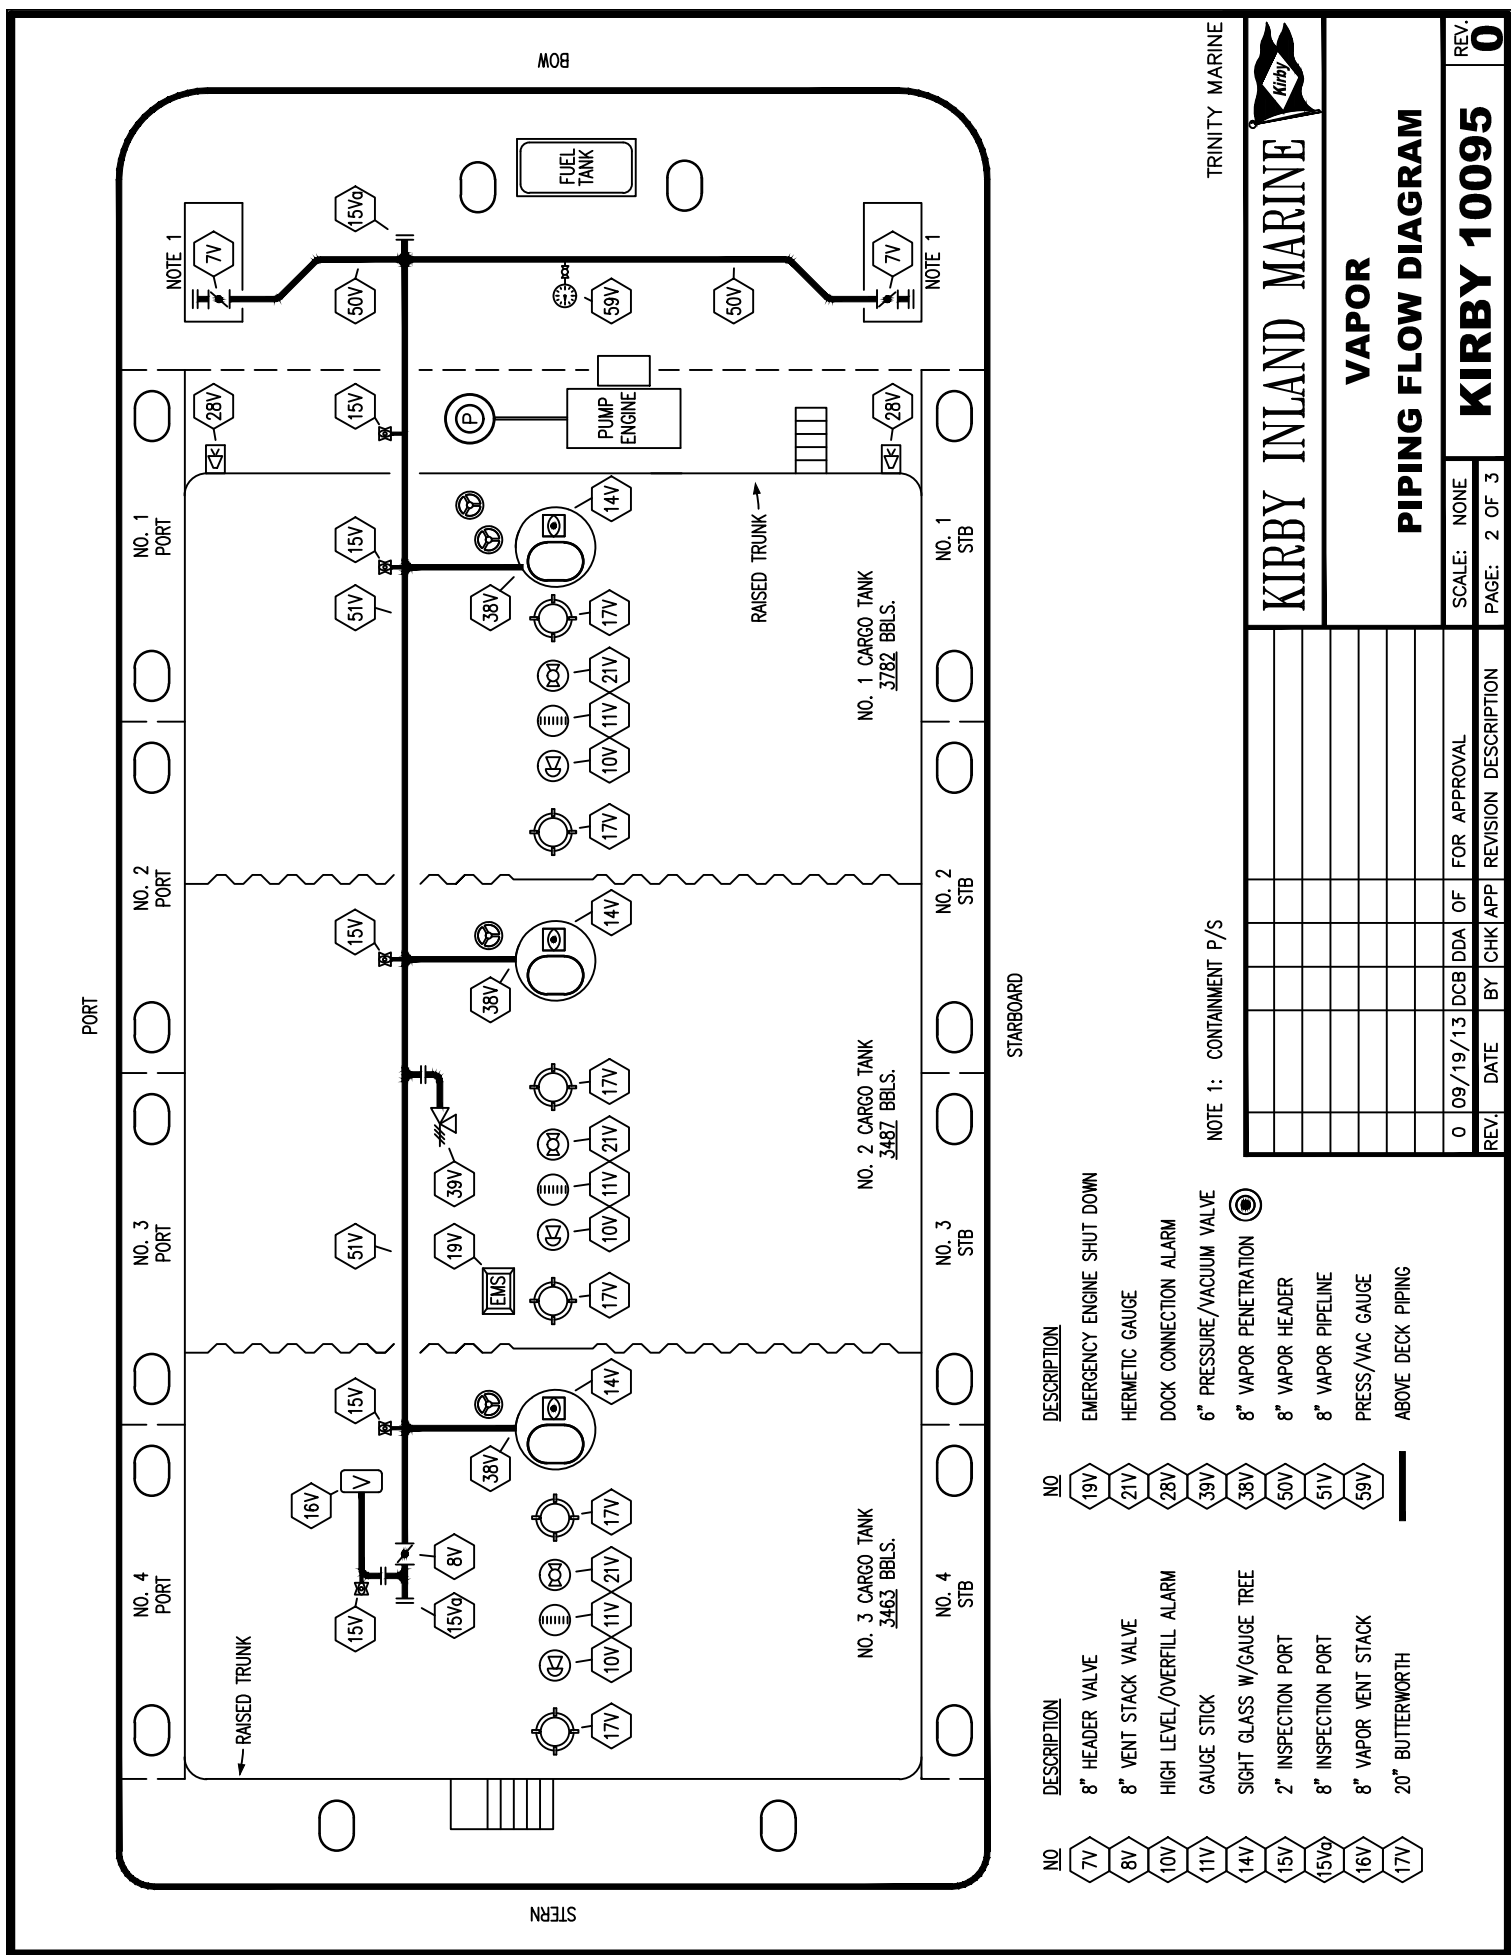 PORT
STERN
BOW
STARBOARD
NO. 4
PORT
NO. 3
PORT
NO. 2
PORT
NO. 1
PORT
NOTE 1
7V
RAISED TRUNK
16V
V
15V
15V
51V
15V
15V
51V
15V
50V
15Va
28V
15Va
8V
38V
19V
EMS
39V
38V
38V
P
PUMP
ENGINE
FUEL
TANK
59V
50V
17V
10V
11V
21V
17V
14V
17V
10V
11V
21V
17V
14V
17V
10V
11V
21V
17V
14V
RAISED TRUNK
28V
7V
NOTE 1
NO. 3 CARGO TANK
3463 BBLS.
NO. 2 CARGO TANK
3487 BBLS.
NO. 1 CARGO TANK
3782 BBLS.
NO. 4
STB
NO. 3
STB
NO. 2
STB
NO. 1
STB
NO DESCRIPTION
7V 8" HEADER VALVE
8V 8" VENT STACK VALVE
10V HIGH LEVEL/OVERFILL ALARM
11V GAUGE STICK
14V SIGHT GLASS W/GAUGE TREE
15V 2" INSPECTION PORT
15Va 8" INSPECTION PORT
16V 8" VAPOR VENT STACK
17V 20" BUTTERWORTH
NO DESCRIPTION
19V EMERGENCY ENGINE SHUT DOWN
21V HERMETIC GAUGE
28V DOCK CONNECTION ALARM
39V 6" PRESSURE/VACUUM VALVE
38V 8" VAPOR PENETRATION
50V 8" VAPOR HEADER
51V 8" VAPOR PIPELINE
59V PRESS/VAC GAUGE
ABOVE DECK PIPING
NOTE 1: CONTAINMENT P/S
TRINITY MARINE
KIRBY INLAND MARINE
Kirby
VAPOR
PIPING FLOW DIAGRAM
0 09/19/13 DCB DDA OF FOR APPROVAL
REV. DATE BY CHK APP REVISION DESCRIPTION
SCALE: NONE
PAGE: 2 OF 3
KIRBY 10095
REV.
0